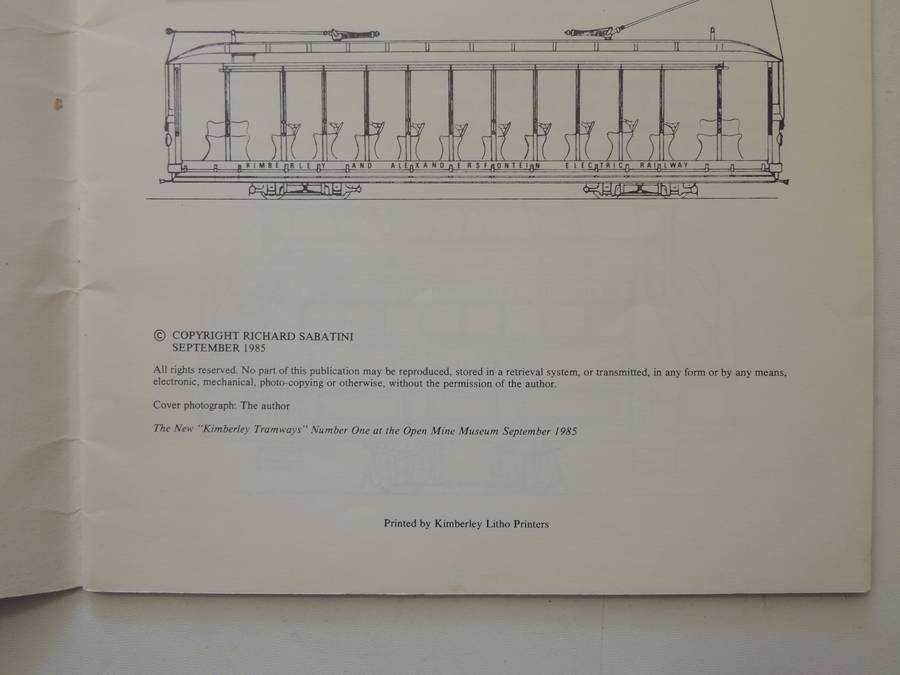 KIMBERLEY AND ALEXANDERSFONTEIN ELECTRIC RAILWAY
© COPYRIGHT RICHARD SABATINI
SEPTEMBER 1985
All rights reserved. No part of this publication may be reproduced, stored in a retrieval system, or transmitted, in any form or by any means,
electronic, mechanical, photo-copying or otherwise, without the permission of the author.
Cover photograph: The author
The New "Kimberley Tramways" Number One at the Open Mine Museum September 1985
Printed by Kimberley Litho Printers